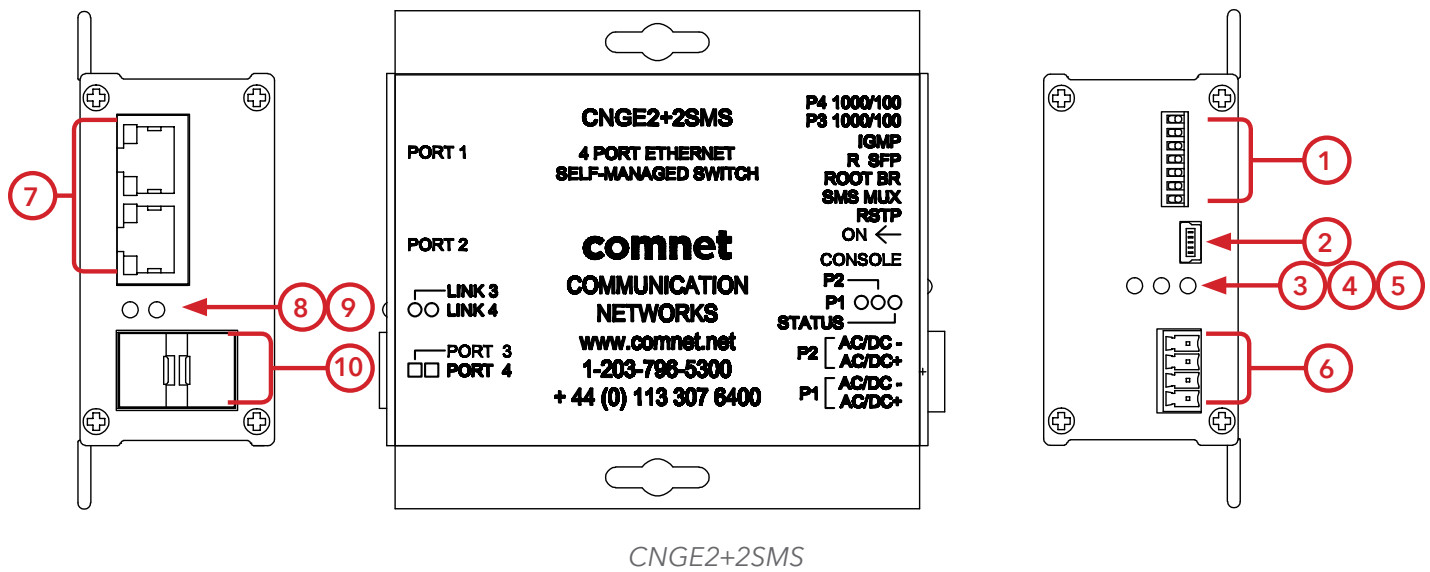 7
8 9
10
PORT 1
PORT 2
LINK 3
LINK 4
PORT 3
PORT 4
CNGE2+2SMS
4 PORT ETHERNET
SELF-MANAGED SWITCH
comnet
COMMUNICATION
NETWORKS
www.comnet.net
1-203-796-5300
+ 44 (0) 113 307 6400
P4 1000/100
P3 1000/100
IGMP
R SFP
ROOT BR
SMS MUX
RSTP
ON ←
CONSOLE
P2
P1
STATUS
P2 AC/DC -
AC/DC+
P1 AC/DC -
AC/DC+
+
1
2
3 4 5
6
CNGE2+2SMS